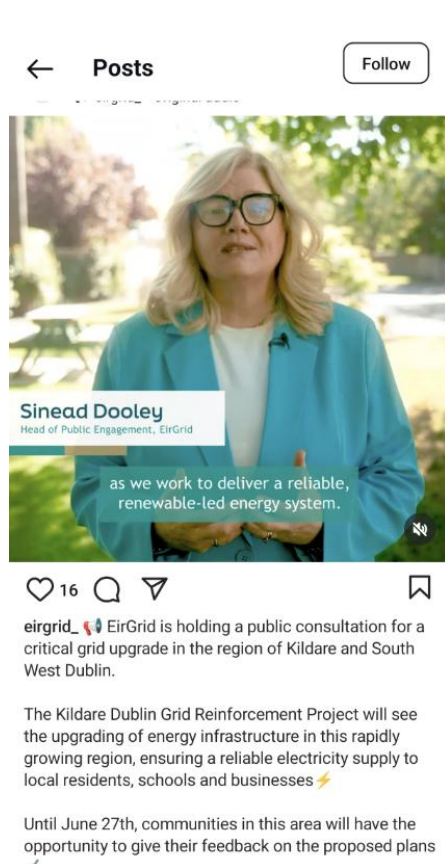 Posts
Follow
Sinead Dooley
Head of Public Engagement, EirGrid
as we work to deliver a reliable,
renewable-led energy system.
16
eirgrid_ 📢 EirGrid is holding a public consultation for a
critical grid upgrade in the region of Kildare and South
West Dublin.
The Kildare Dublin Grid Reinforcement Project will see
the upgrading of energy infrastructure in this rapidly
growing region, ensuring a reliable electricity supply to
local residents, schools and businesses⚡
Until June 27th, communities in this area will have the
opportunity to give their feedback on the proposed plans